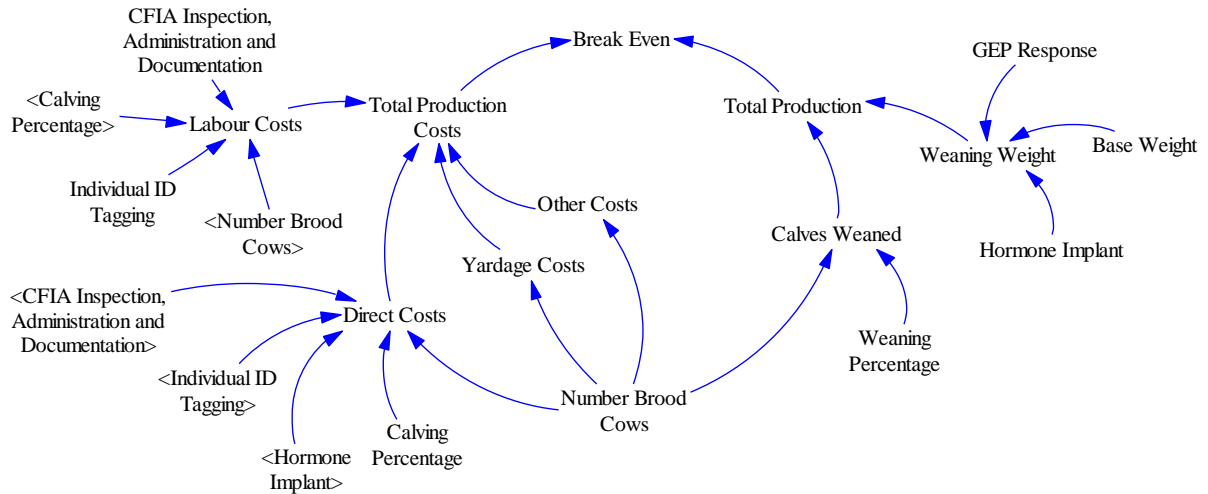 CFIA Inspection,
Administration and
Documentation
Break Even
GEP Response
<Calving
Percentage>
Labour Costs
Total Production
Costs
Total Production
Weaning Weight
Base Weight
Individual ID
Tagging
<Number Brood
Cows>
Other Costs
Calves Weaned
Hormone Implant
Yardage Costs
<CFIA Inspection,
Administration and
Documentation>
Direct Costs
Weaning
Percentage
<Individual ID
Tagging>
Number Brood
Cows
Calving
Percentage
<Hormone
Implant>